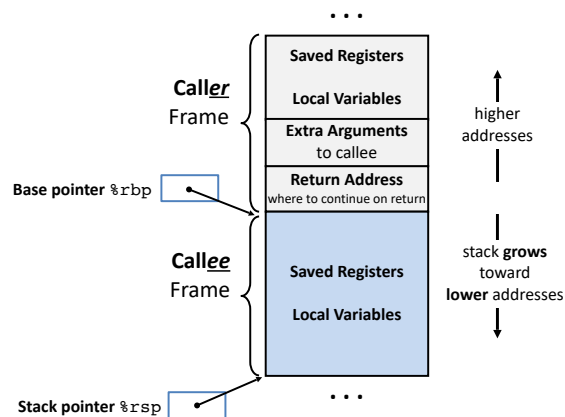 . . .
Saved Registers
Local Variables
Caller
Frame
Extra Arguments
to callee
higher
addresses
Return Address
where to continue on return
Base pointer %rbp
Callee
Frame
Saved Registers
Local Variables
stack grows
toward
lower addresses
Stack pointer %rsp
. . .